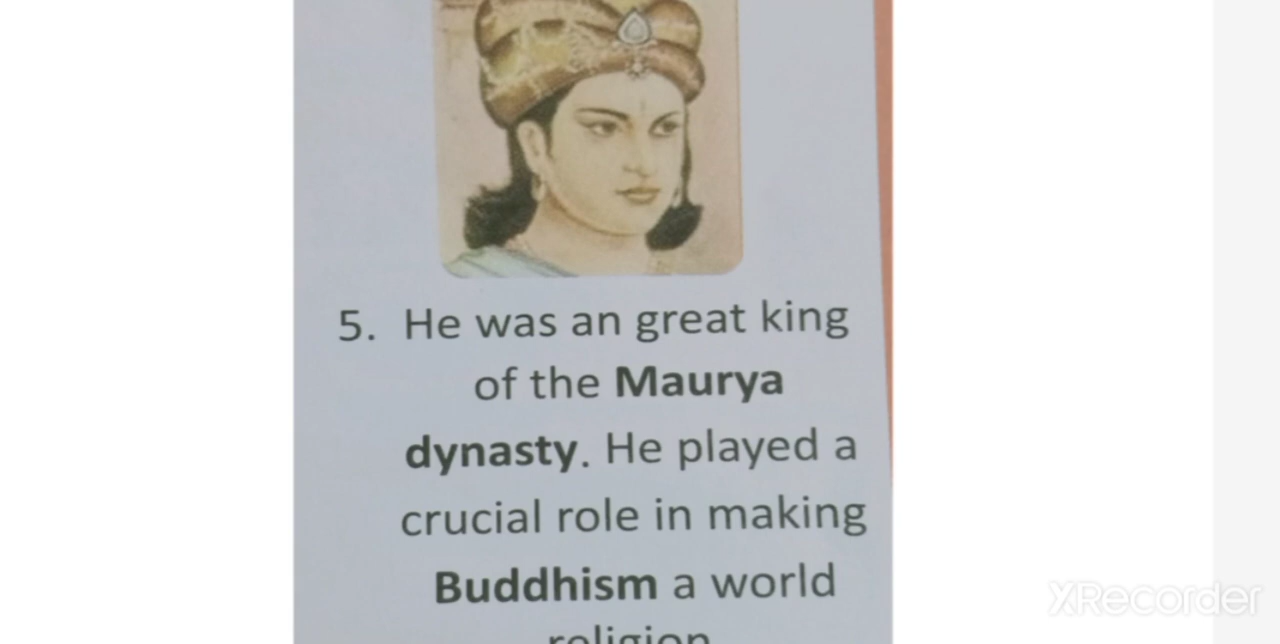 5. He was an great king
of the Maurya
dynasty. He played a
crucial role in making
Buddhism a world
religion
XRecorder